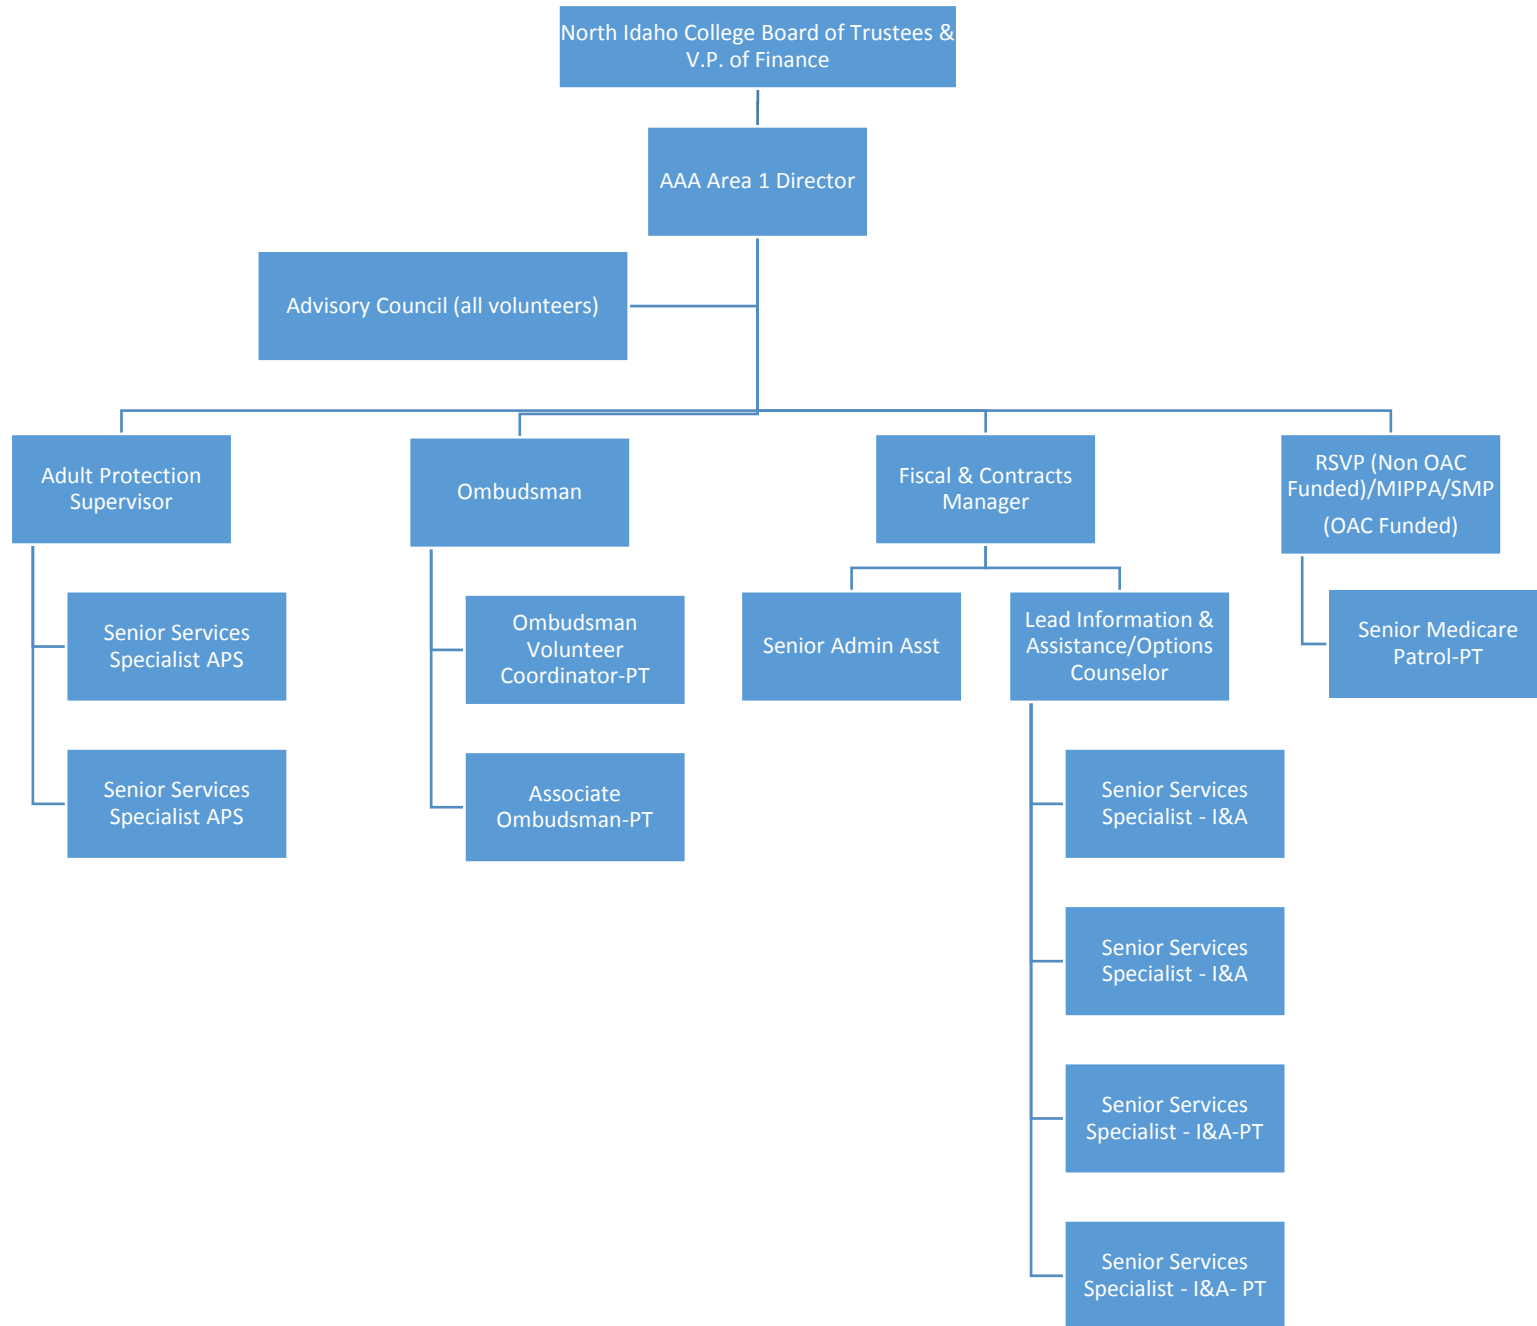 North Idaho College Board of Trustees &
V.P. of Finance
AAA Area 1 Director
Advisory Council (all volunteers)
Adult Protection
Supervisor
Senior Services
Specialist APS
Senior Services
Specialist APS
Ombudsman
Ombudsman
Volunteer
Coordinator-PT
Associate
Ombudsman-PT
Fiscal & Contracts
Manager
Senior Admin Asst
Lead Information &
Assistance/Options
Counselor
Senior Services
Specialist - I&A
Senior Services
Specialist - I&A
Senior Services
Specialist - I&A-PT
Senior Services
Specialist - I&A- PT
RSVP (Non OAC
Funded)/MIPPA/SMP
(OAC Funded)
Senior Medicare
Patrol-PT